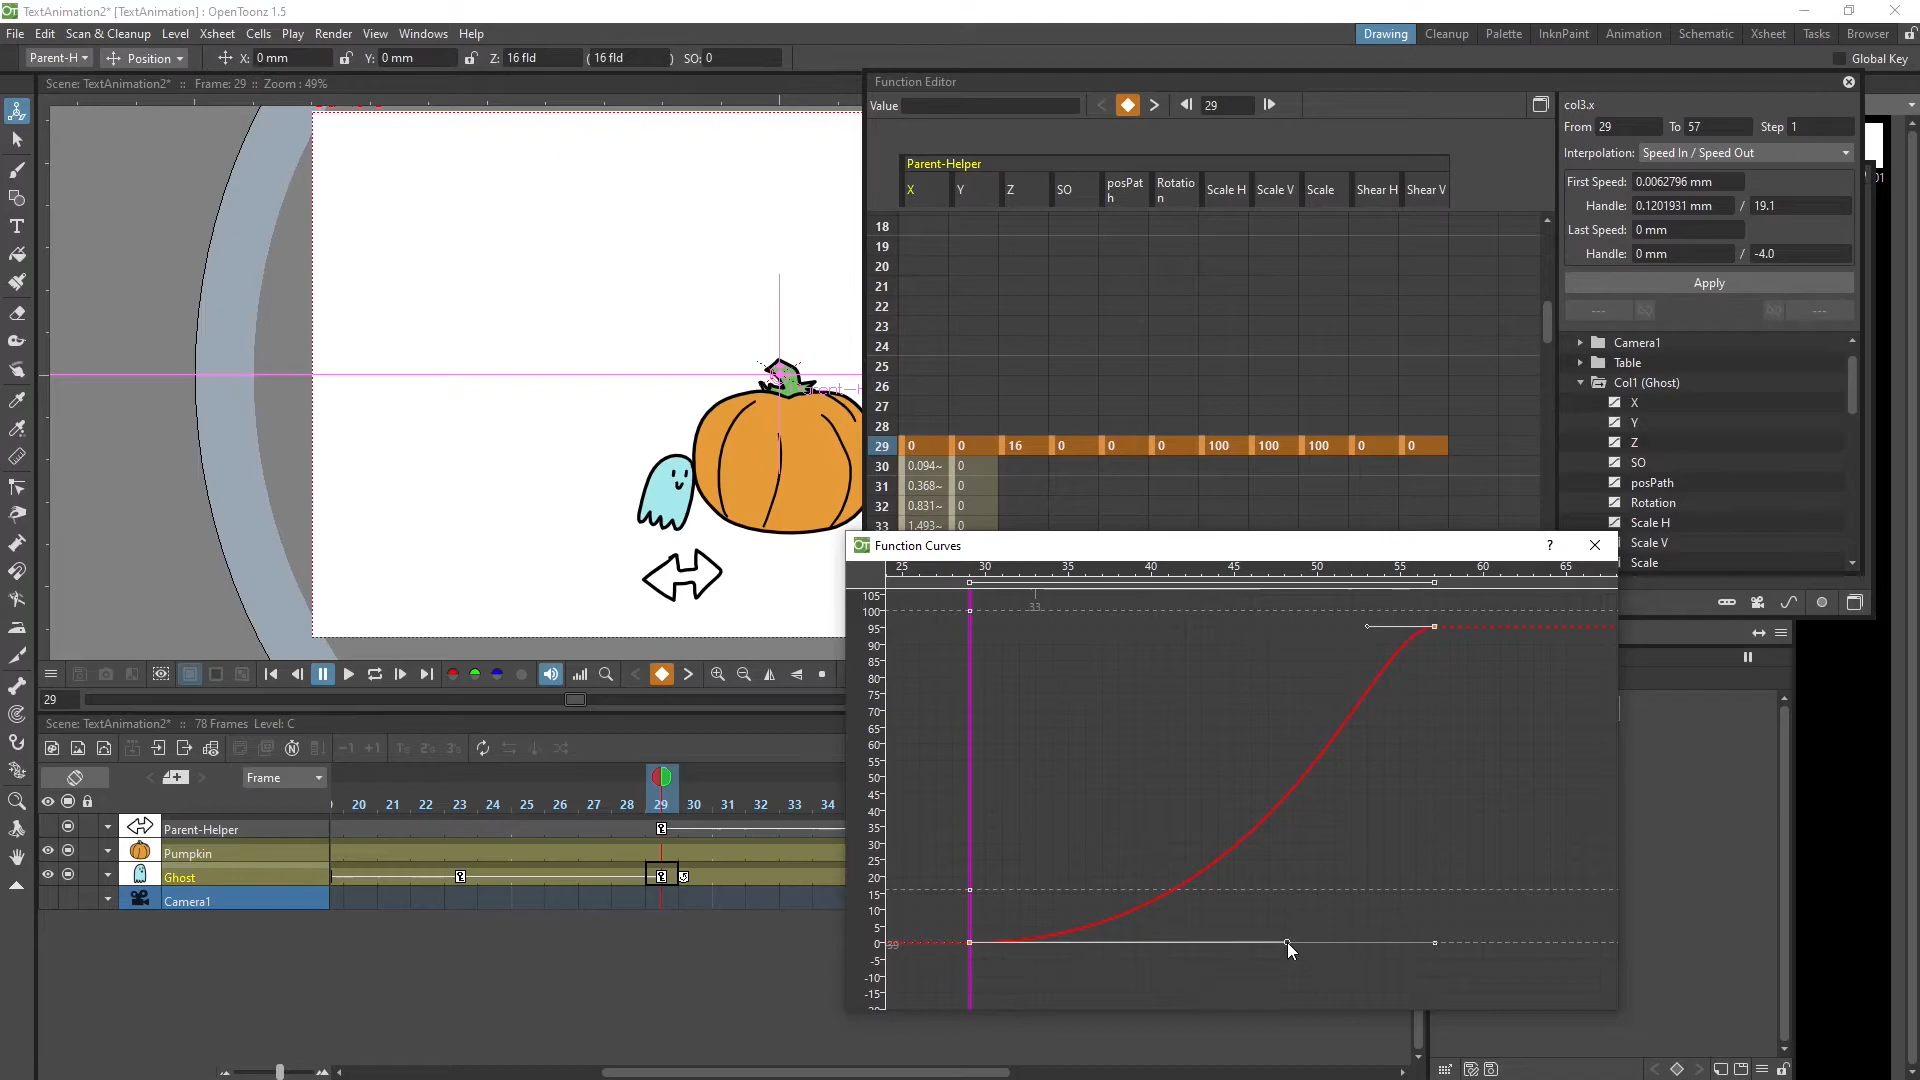 TextAnimation2* [TextAnimation] : OpenToonz 1.5
File Edit Scan & Cleanup Level Xsheet Cells Play Render View Windows Help
Drawing Cleanup Palette InknPaint Animation Schematic Xsheet Tasks Browser
Parent-H Position X: 0 mm Y: 0 mm Z: 16 fld ( 16 fld ) SO: 0
Global Key
Scene: TextAnimation2* :: Frame: 29 :: Zoom : 49%
Function Editor
Value 29
col3.x
From 29 To 57 Step 1
Interpolation: Speed In / Speed Out
First Speed: 0.0062796 mm
Handle: 0.1201931 mm / 19.1
Last Speed: 0 mm
Handle: 0 mm / -4.0
Apply
--- ---
Parent-Helper
X Y Z SO posPath Rotation Scale H Scale V Scale Shear H Shear V
18
19
20
21
22
23
24
25
26
27
28
29 0 0 16 0 0 0 100 100 100 0 0
30 0.094~ 0
31 0.368~ 0
32 0.831~ 0
33 1.493~ 0
Camera1
Table
Col1 (Ghost)
X
Y
Z
SO
posPath
Rotation
Scale H
Scale V
Scale
01
Function Curves
?
25 30 35 40 45 50 55 60 65
33
105
100
95
90
85
80
75
70
65
60
55
50
45
40
35
30
25
20
15
10
5
0
-5
-10
-15
-20
29
Scene: TextAnimation2* :: 78 Frames Level: C
-1 +1 1's 2's 3's
Frame
20 21 22 23 24 25 26 27 28 29 30 31 32 33 34
Parent-Helper
Pumpkin
Ghost
Camera1